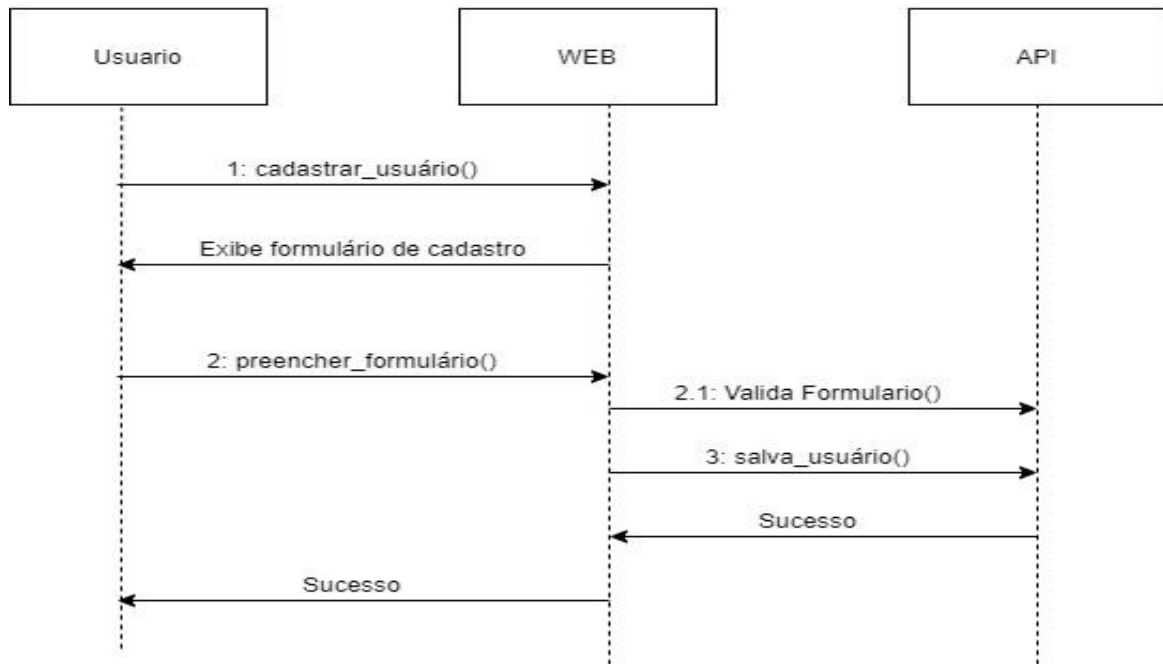 Usuario
WEB
API
1: cadastrar_usuário()
Exibe formulário de cadastro
2: preencher_formulário()
2.1: Valida Formulario()
3: salva_usuário()
Sucesso
Sucesso